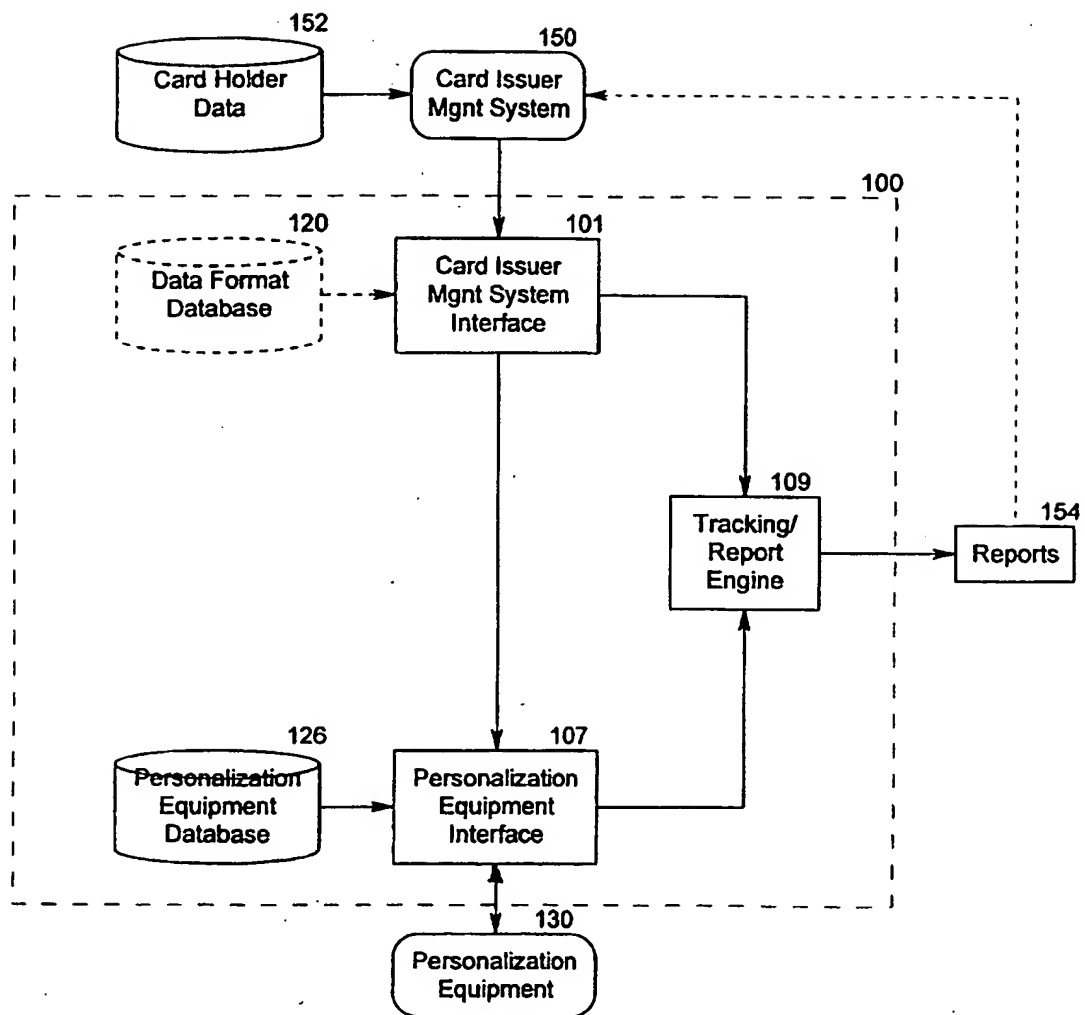 152
Card Holder
Data
150
Card Issuer
Mgnt System
100
120
Data Format
Database
101
Card Issuer
Mgnt System
Interface
109
Tracking/
Report
Engine
154
Reports
126
Personalization
Equipment
Database
107
Personalization
Equipment
Interface
130
Personalization
Equipment